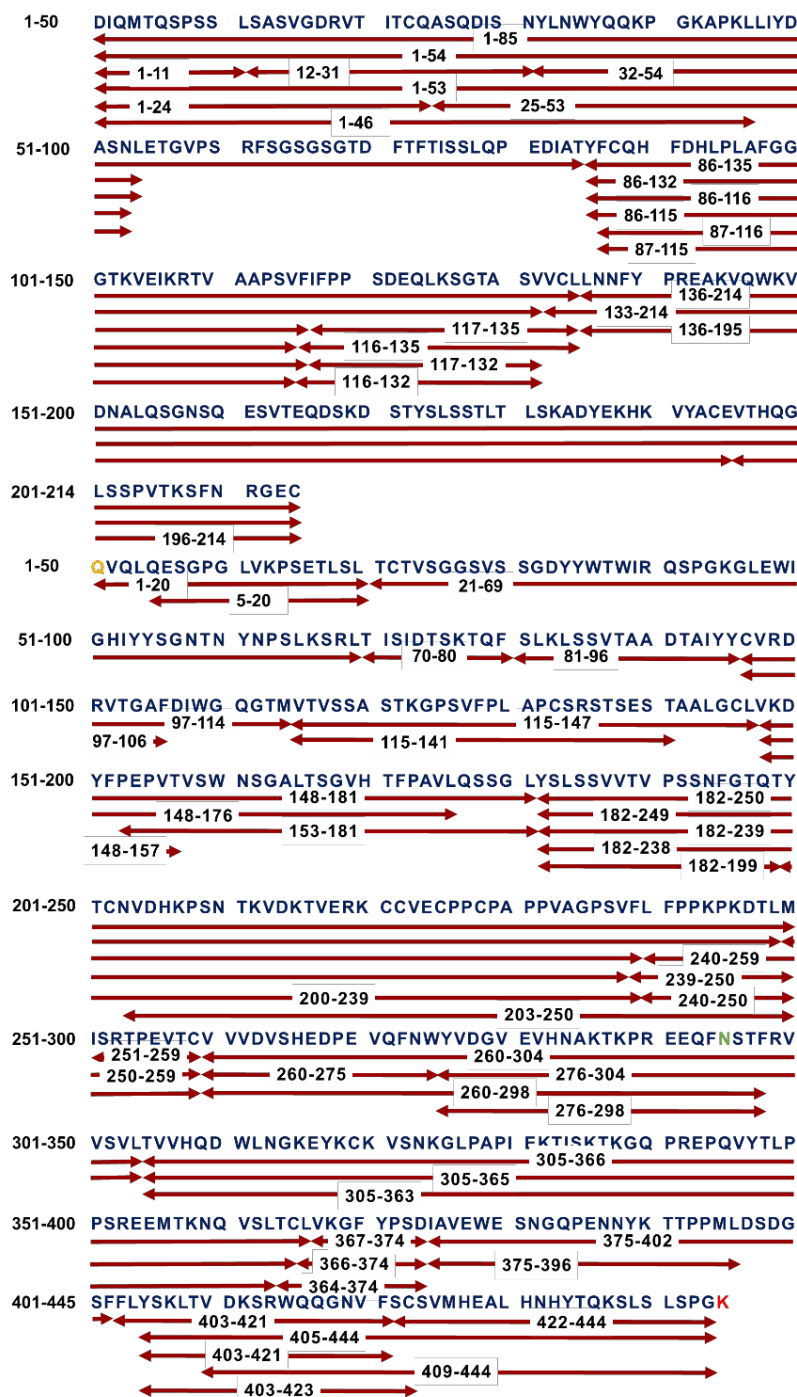 1-50 DIQMTQSPSS LSASVGDRVT ITCQASQDIS NYLNWYQQKP GKAPKLLIYD
1-85
1-54
1-11 12-31 32-54
1-53
1-24 25-53
1-46
51-100 ASNLETGVPS RFSGSGSGTD FTFTISSLQP EDIATYFCQH FDHLPLAFGG
86-135
86-132
86-116
86-115
87-116
87-115
101-150 GTKVEIKRTV AAPSVFIFPP SDEQLKSGTA SVVCLLNNFY PREAKVQWKV
136-214
133-214
117-135 136-195
116-135
117-132
116-132
151-200 DNALQSGNSQ ESVTEQDSKD STYSLSSTLT LSKADYEKHK VYACEVTHQG
201-214 LSSPVTKSFN RGEC
196-214
1-50 QVQLQESGPG LVKPSETLSL TCTVSGGSVS SGDYYWTWIR QSPGKGLEWI
1-20 21-69
5-20
51-100 GHIYYSGNTN YNPSLKSRLT ISIDTSKTQF SLKLSSVTAA DTAIYYCVRD
70-80 81-96
101-150 RVTGAFDIWG QGTMVTVSSA STKGPSVFPL APCSRSTSES TAALGCLVKD
97-114 115-147
97-106 115-141
151-200 YFPEPVTVSW NSGALTSGVH TFPAVLQSSG LYSLSSVVTV PSSNFGTQTY
148-181 182-250
148-176 182-249
153-181 182-239
148-157 182-238
182-199
201-250 TCNVDHKPSN TKVDKTVERK CCVECPPCPA PPVAGPSVFL FPPKPKDTLM
240-259
239-250
200-239 240-250
203-250
251-300 ISRTPEVTCV VVDVSHEDPE VQFNWYVDGV EVHNAKTKPR EEQFNSTFRV
251-259 260-304
250-259 260-275 276-304
260-298
276-298
301-350 VSVLTVVHQD WLNGKEYKCK VSNKGLPAPI EKTISKTKGQ PREPQVYTLP
305-366
305-365
305-363
351-400 PSREEMTKNQ VSLTCLVKGF YPSDIAVEWE SNGQPENNYK TTPPMLDSDG
367-374 375-402
366-374 375-396
364-374
401-445 SFFLYSKLTV DKSRWQQGNV FSCSVMHEAL HNHYTQKSLS LSPGK
403-421 422-444
405-444
403-421
409-444
403-423